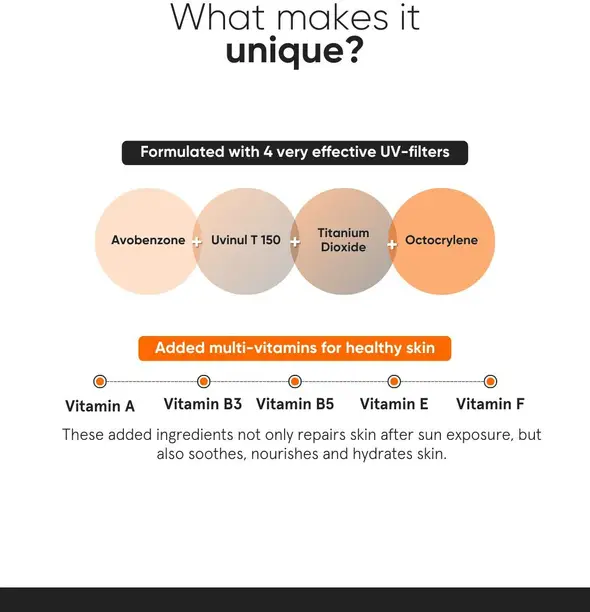 What makes it
unique?
Formulated with 4 very effective UV-filters
Avobenzone + Uvinul T 150 + Titanium Dioxide + Octocrylene
Added multi-vitamins for healthy skin
Vitamin A Vitamin B3 Vitamin B5 Vitamin E Vitamin F
These added ingredients not only repairs skin after sun exposure, but
also soothes, nourishes and hydrates skin.